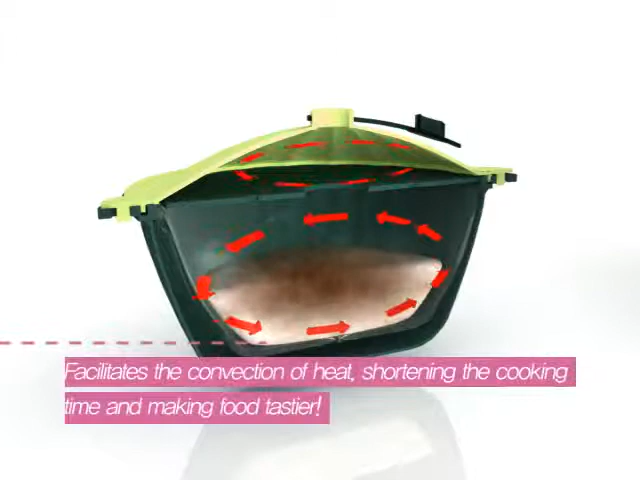 Facilitates the convection of heat, shortening the cooking
time and making food tastier!